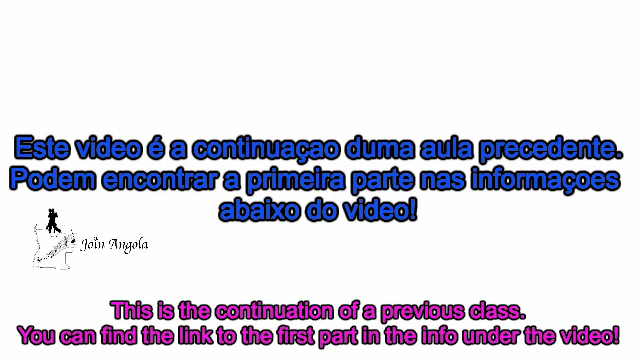 Este video é a continuaçao duma aula precedente.
Podem encontrar a primeira parte nas informaçoes
abaixo do video!
Join Angola
This is the continuation of a previous class.
You can find the link to the first part in the info under the video!